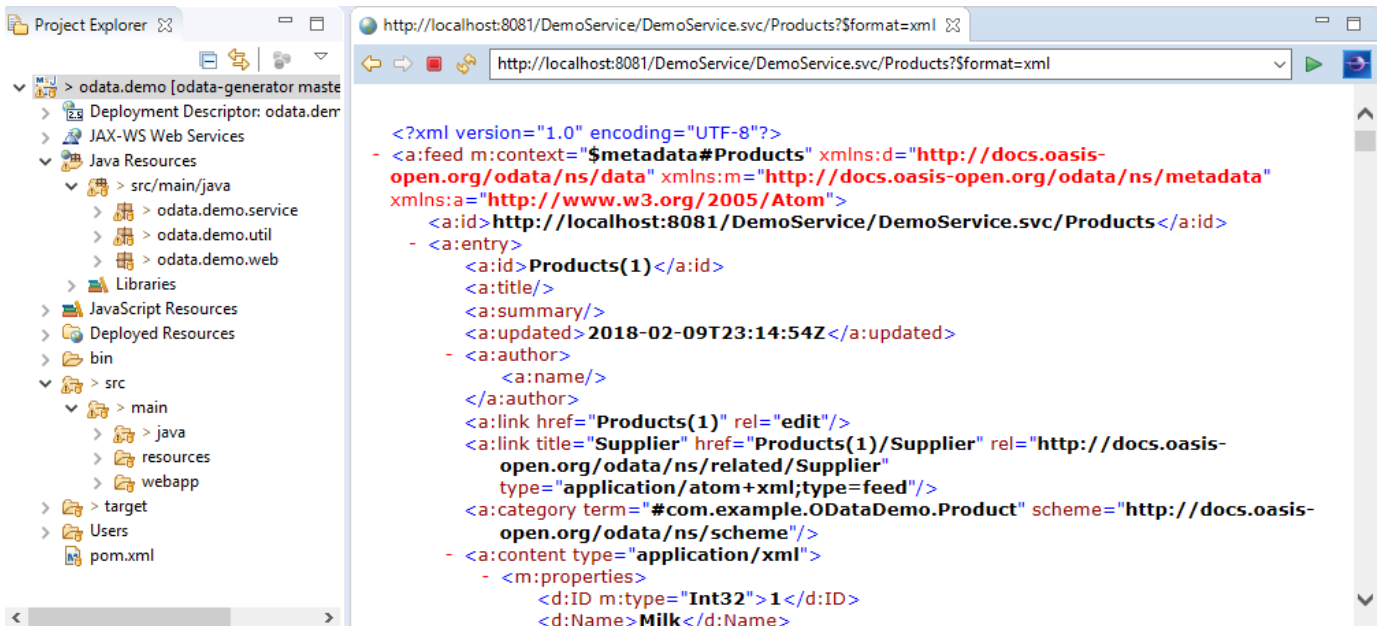 Project Explorer
> odata.demo [odata-generator maste
Deployment Descriptor: odata.dem
JAX-WS Web Services
Java Resources
> src/main/java
> odata.demo.service
> odata.demo.util
> odata.demo.web
Libraries
JavaScript Resources
Deployed Resources
bin
> src
> main
> java
resources
webapp
> target
Users
pom.xml
http://localhost:8081/DemoService/DemoService.svc/Products?$format=xml
http://localhost:8081/DemoService/DemoService.svc/Products?$format=xml
<?xml version="1.0" encoding="UTF-8"?>
- <a:feed m:context="$metadata#Products" xmlns:d="http://docs.oasis-
open.org/odata/ns/data" xmlns:m="http://docs.oasis-open.org/odata/ns/metadata"
xmlns:a="http://www.w3.org/2005/Atom">
<a:id>http://localhost:8081/DemoService/DemoService.svc/Products</a:id>
- <a:entry>
<a:id>Products(1)</a:id>
<a:title/>
<a:summary/>
<a:updated>2018-02-09T23:14:54Z</a:updated>
- <a:author>
<a:name/>
</a:author>
<a:link href="Products(1)" rel="edit"/>
<a:link title="Supplier" href="Products(1)/Supplier" rel="http://docs.oasis-
open.org/odata/ns/related/Supplier"
type="application/atom+xml;type=feed"/>
<a:category term="#com.example.ODataDemo.Product" scheme="http://docs.oasis-
open.org/odata/ns/scheme"/>
- <a:content type="application/xml">
- <m:properties>
<d:ID m:type="Int32">1</d:ID>
<d:Name>Milk</d:Name>